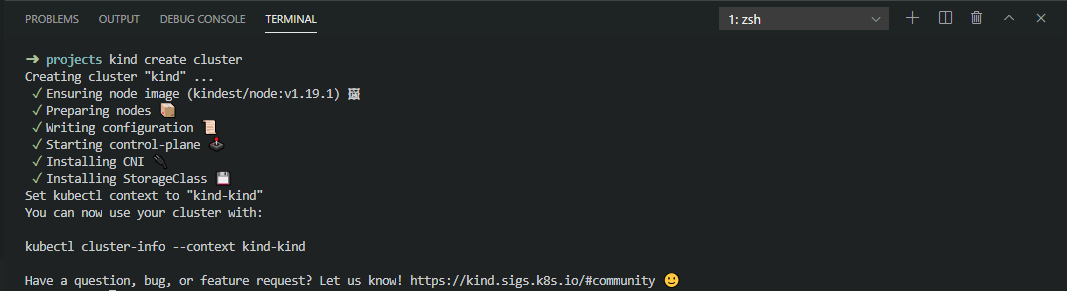 PROBLEMS OUTPUT DEBUG CONSOLE TERMINAL 1: zsh
➜ projects kind create cluster
Creating cluster "kind" ...
✓ Ensuring node image (kindest/node:v1.19.1) 🖼
✓ Preparing nodes 📦
✓ Writing configuration 📜
✓ Starting control-plane 🕹️
✓ Installing CNI 🔌
✓ Installing StorageClass 💾
Set kubectl context to "kind-kind"
You can now use your cluster with:
kubectl cluster-info --context kind-kind
Have a question, bug, or feature request? Let us know! https://kind.sigs.k8s.io/#community 🙂